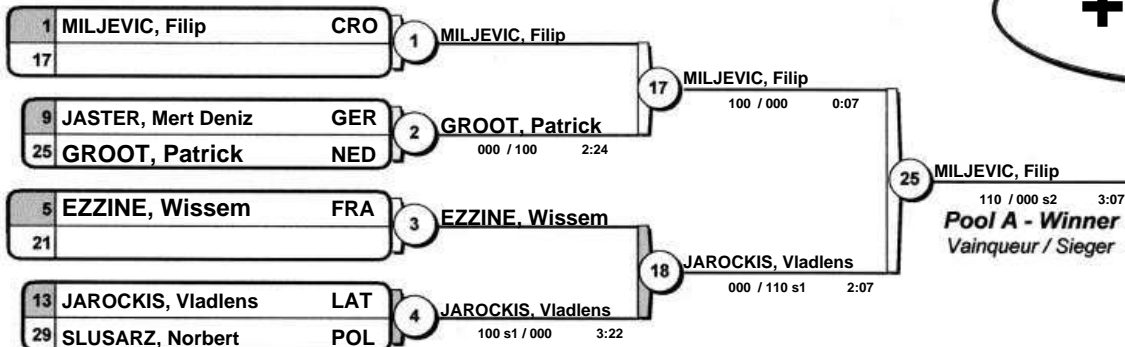 +
1 MILJEVIC, Filip CRO
17
1 MILJEVIC, Filip
9 JASTER, Mert Deniz GER
25 GROOT, Patrick NED
2 GROOT, Patrick
000 / 100 2:24
17 MILJEVIC, Filip
100 / 000 0:07
5 EZZINE, Wissem FRA
21
3 EZZINE, Wissem
13 JAROCKIS, Vladlens LAT
29 SLUSARZ, Norbert POL
4 JAROCKIS, Vladlens
100 s1 / 000 3:22
18 JAROCKIS, Vladlens
000 / 110 s1 2:07
25 MILJEVIC, Filip
110 / 000 s2 3:07
Pool A - Winner
Vainqueur / Sieger